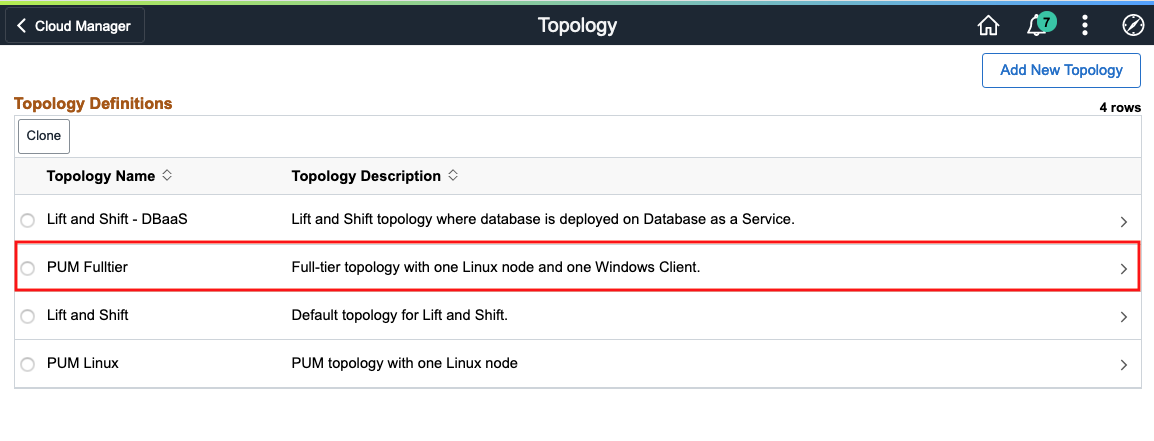 Cloud Manager
Topology
7
Add New Topology
Topology Definitions
4 rows
Clone
Topology Name Topology Description
Lift and Shift - DBaaS Lift and Shift topology where database is deployed on Database as a Service.
PUM Fulltier Full-tier topology with one Linux node and one Windows Client.
Lift and Shift Default topology for Lift and Shift.
PUM Linux PUM topology with one Linux node